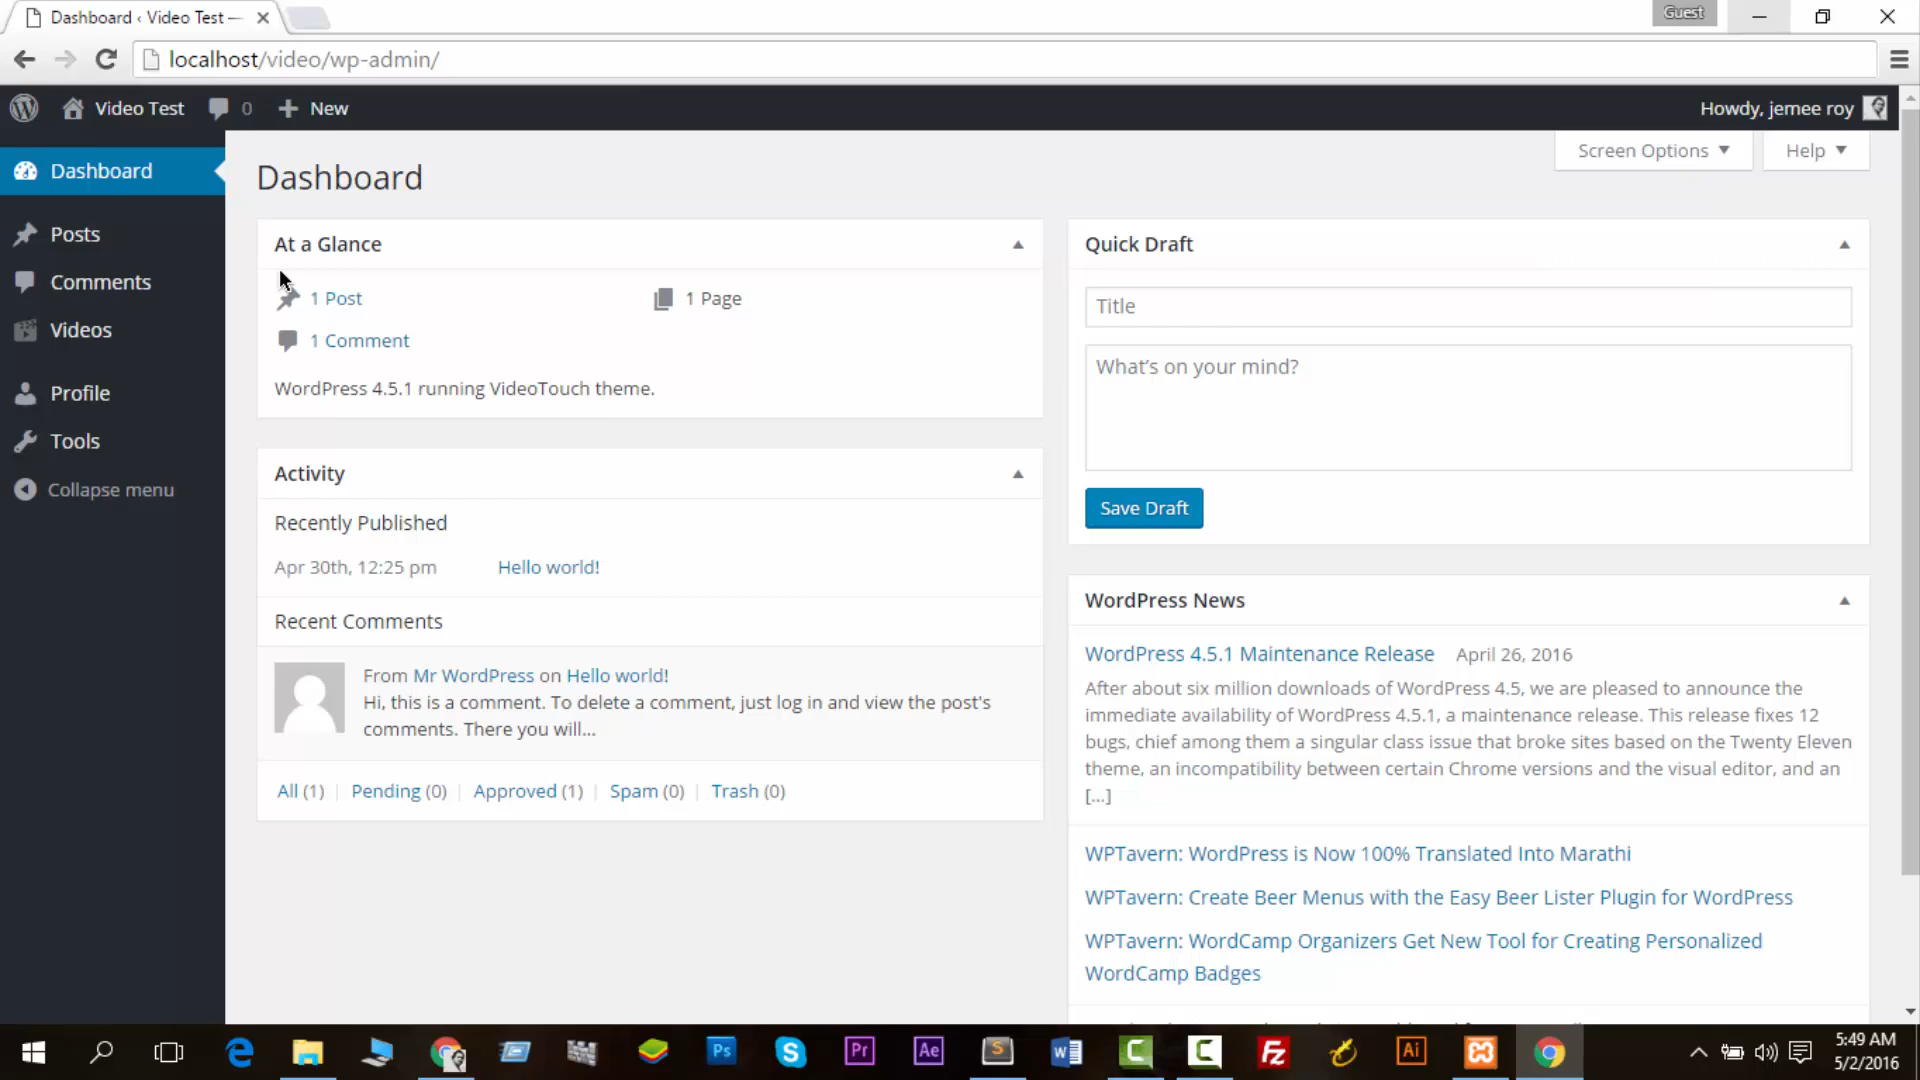 Dashboard ‹ Video Test —
Guest
localhost/video/wp-admin/
Video Test
0
New
Howdy, jemee roy
Screen Options
Help
Dashboard
Posts
Comments
Videos
Profile
Tools
Collapse menu
Dashboard
At a Glance
1 Post
1 Page
1 Comment
WordPress 4.5.1 running VideoTouch theme.
Activity
Recently Published
Apr 30th, 12:25 pm
Hello world!
Recent Comments
From Mr WordPress on Hello world!
Hi, this is a comment. To delete a comment, just log in and view the post's
comments. There you will...
All (1) | Pending (0) | Approved (1) | Spam (0) | Trash (0)
Quick Draft
Title
What's on your mind?
Save Draft
WordPress News
WordPress 4.5.1 Maintenance Release April 26, 2016
After about six million downloads of WordPress 4.5, we are pleased to announce the
immediate availability of WordPress 4.5.1, a maintenance release. This release fixes 12
bugs, chief among them a singular class issue that broke sites based on the Twenty Eleven
theme, an incompatibility between certain Chrome versions and the visual editor, and an
[…]
WPTavern: WordPress is Now 100% Translated Into Marathi
WPTavern: Create Beer Menus with the Easy Beer Lister Plugin for WordPress
WPTavern: WordCamp Organizers Get New Tool for Creating Personalized
WordCamp Badges
Ps
Pr
Ae
Ai
5:49 AM
5/2/2016